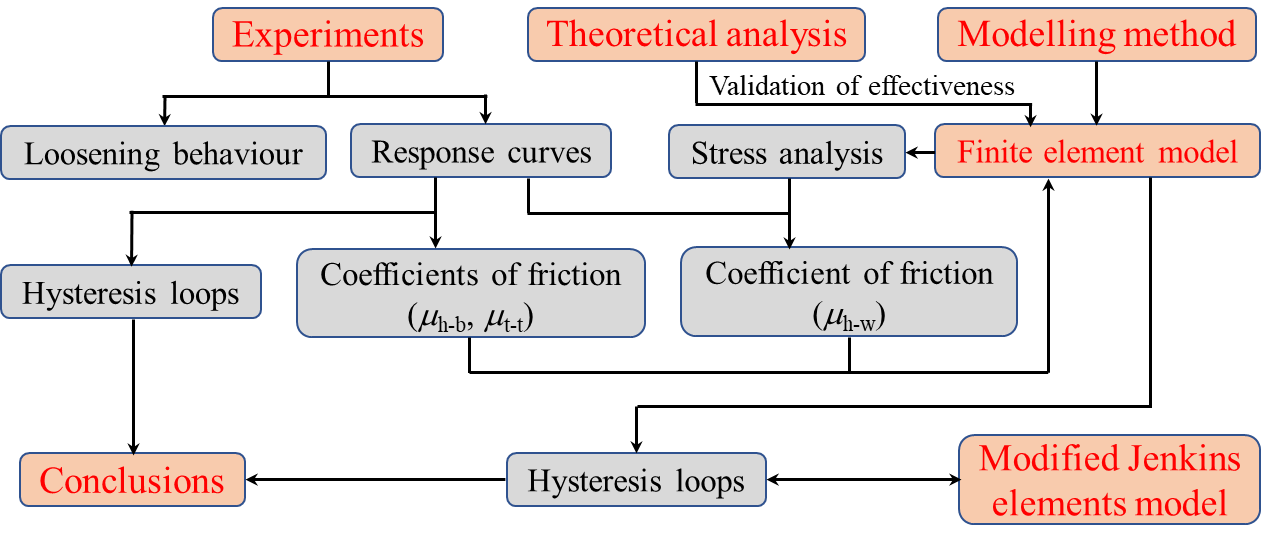 Experiments
Theoretical analysis
Modelling method
Validation of effectiveness
Loosening behaviour
Response curves
Stress analysis
Finite element model
Hysteresis loops
Coefficients of friction
(μh-b, μt-t)
Coefficient of friction
(μh-w)
Conclusions
Hysteresis loops
Modified Jenkins
elements model